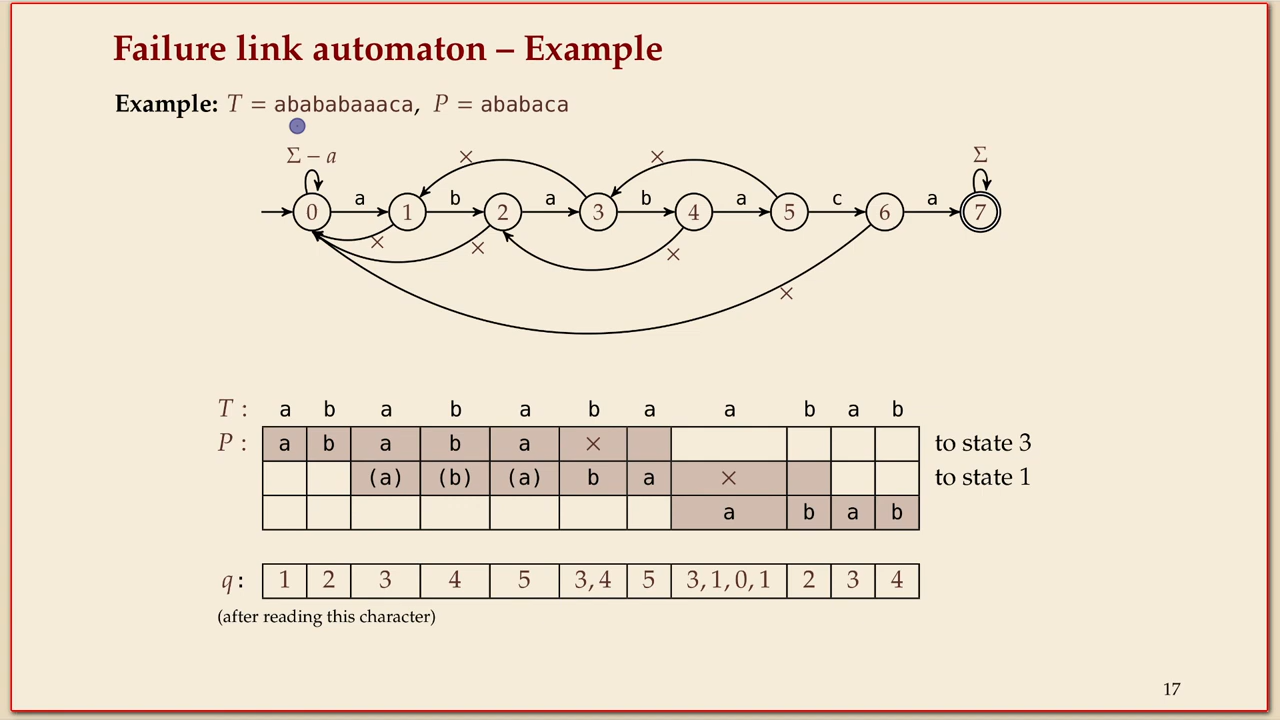 Failure link automaton – Example
Example: T = abababaaaca, P = ababaca
Σ − a × × Σ
0 a 1 b 2 a 3 b 4 a 5 c 6 a 7
× × ×
×
T : a b a b a b a a b a b
P : a b a b a × to state 3
(a) (b) (a) b a × to state 1
a b a b
q : 1 2 3 4 5 3, 4 5 3, 1, 0, 1 2 3 4
(after reading this character)
17